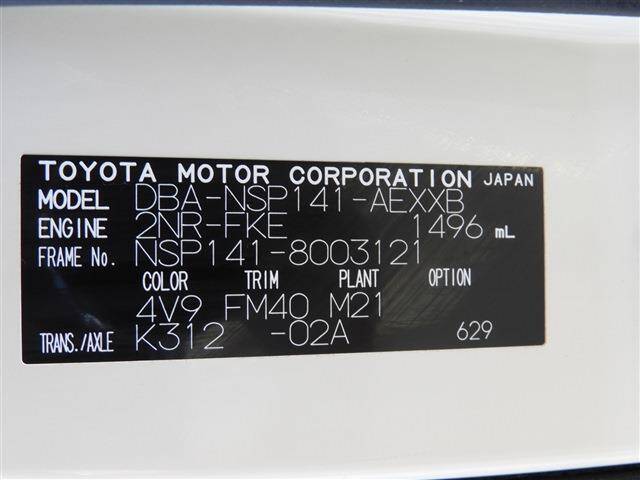 TOYOTA MOTOR CORPORATION JAPAN
MODEL DBA-NSP141-AEXXB
ENGINE 2NR-FKE 1496 mL
FRAME No. NSP141-8003121
COLOR TRIM PLANT OPTION
4V9 FM40 M21
TRANS./AXLE K312 -02A 629